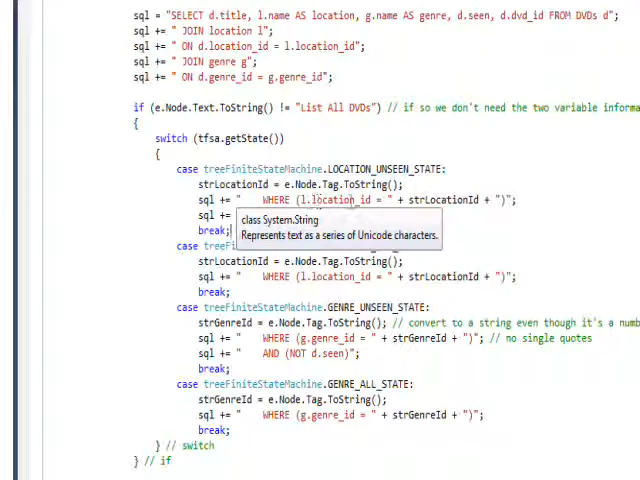 sql = "SELECT d.title, l.name AS location, g.name AS genre, d.seen, d.dvd_id FROM DVDs d";
sql += " JOIN location l";
sql += " ON d.location_id = l.location_id";
sql += " JOIN genre g";
sql += " ON d.genre_id = g.genre_id";
if (e.Node.Text.ToString() != "List All DVDs") // if so we don't need the two variable informa
{
switch (tfsa.getState())
{
case treeFiniteStateMachine.LOCATION_UNSEEN_STATE:
strLocationId = e.Node.Tag.ToString();
sql += "    WHERE (l.location_id = " + strLocationId + ")";
sql +=
class System.String
Represents text as a series of Unicode characters.
break;
case treeFi
strLocationId = e.Node.Tag.ToString();
sql += "    WHERE (l.location_id = " + strLocationId + ")";
break;
case treeFiniteStateMachine.GENRE_UNSEEN_STATE:
strGenreId = e.Node.Tag.ToString(); // convert to a string even though it's a numb
sql += "    WHERE (g.genre_id = " + strGenreId + ")"; // no single quotes
sql += "    AND (NOT d.seen)";
break;
case treeFiniteStateMachine.GENRE_ALL_STATE:
strGenreId = e.Node.Tag.ToString();
sql += "    WHERE (g.genre_id = " + strGenreId + ")";
break;
} // switch
} // if